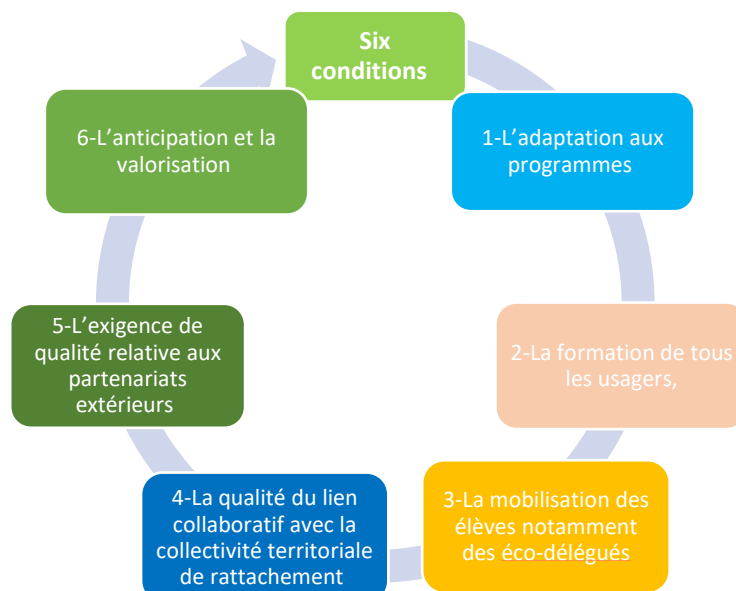 Six
conditions
1-L’adaptation aux
programmes
2-La formation de tous
les usagers,
3-La mobilisation des
élèves notamment
des éco-délégués
4-La qualité du lien
collaboratif avec la
collectivité territoriale
de rattachement
5-L’exigence de
qualité relative aux
partenariats
extérieurs
6-L’anticipation et la
valorisation